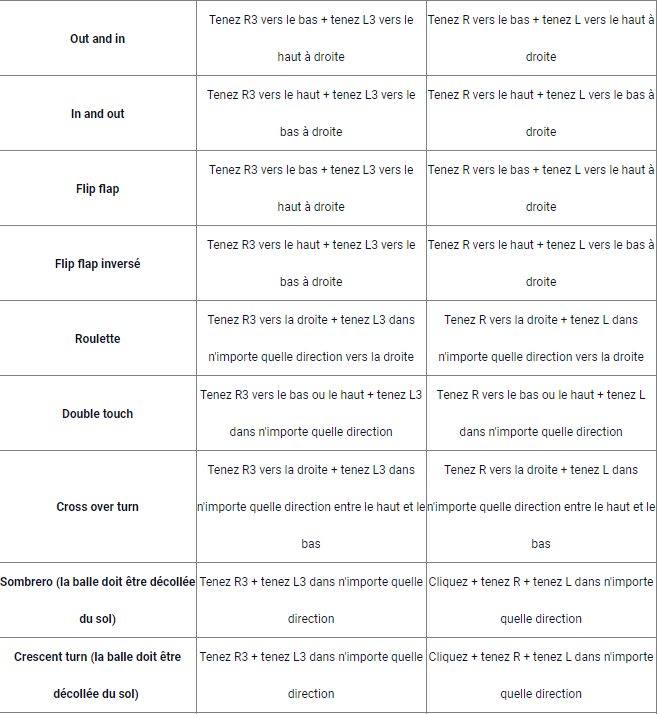 Out and in
Tenez R3 vers le bas + tenez L3 vers le
haut à droite
Tenez R vers le bas + tenez L vers le haut à
droite
In and out
Tenez R3 vers le haut + tenez L3 vers le
bas à droite
Tenez R vers le haut + tenez L vers le bas à
droite
Flip flap
Tenez R3 vers le bas + tenez L3 vers le
haut à droite
Tenez R vers le bas + tenez L vers le haut à
droite
Flip flap inversé
Tenez R3 vers le haut + tenez L3 vers le
bas à droite
Tenez R vers le haut + tenez L vers le bas à
droite
Roulette
Tenez R3 vers la droite + tenez L3 dans
n'importe quelle direction vers la droite
Tenez R vers la droite + tenez L dans
n'importe quelle direction vers la droite
Double touch
Tenez R3 vers le bas ou le haut + tenez L3
dans n'importe quelle direction
Tenez R vers le bas ou le haut + tenez L
dans n'importe quelle direction
Cross over turn
Tenez R3 vers la droite + tenez L3 dans
n'importe quelle direction entre le haut et le
bas
Tenez R vers la droite + tenez L dans
n'importe quelle direction entre le haut et le
bas
Sombrero (la balle doit être décollée
du sol)
Tenez R3 + tenez L3 dans n'importe quelle
direction
Cliquez + tenez R + tenez L dans n'importe
quelle direction
Crescent turn (la balle doit être
décollée du sol)
Tenez R3 + tenez L3 dans n'importe quelle
direction
Cliquez + tenez R + tenez L dans n'importe
quelle direction